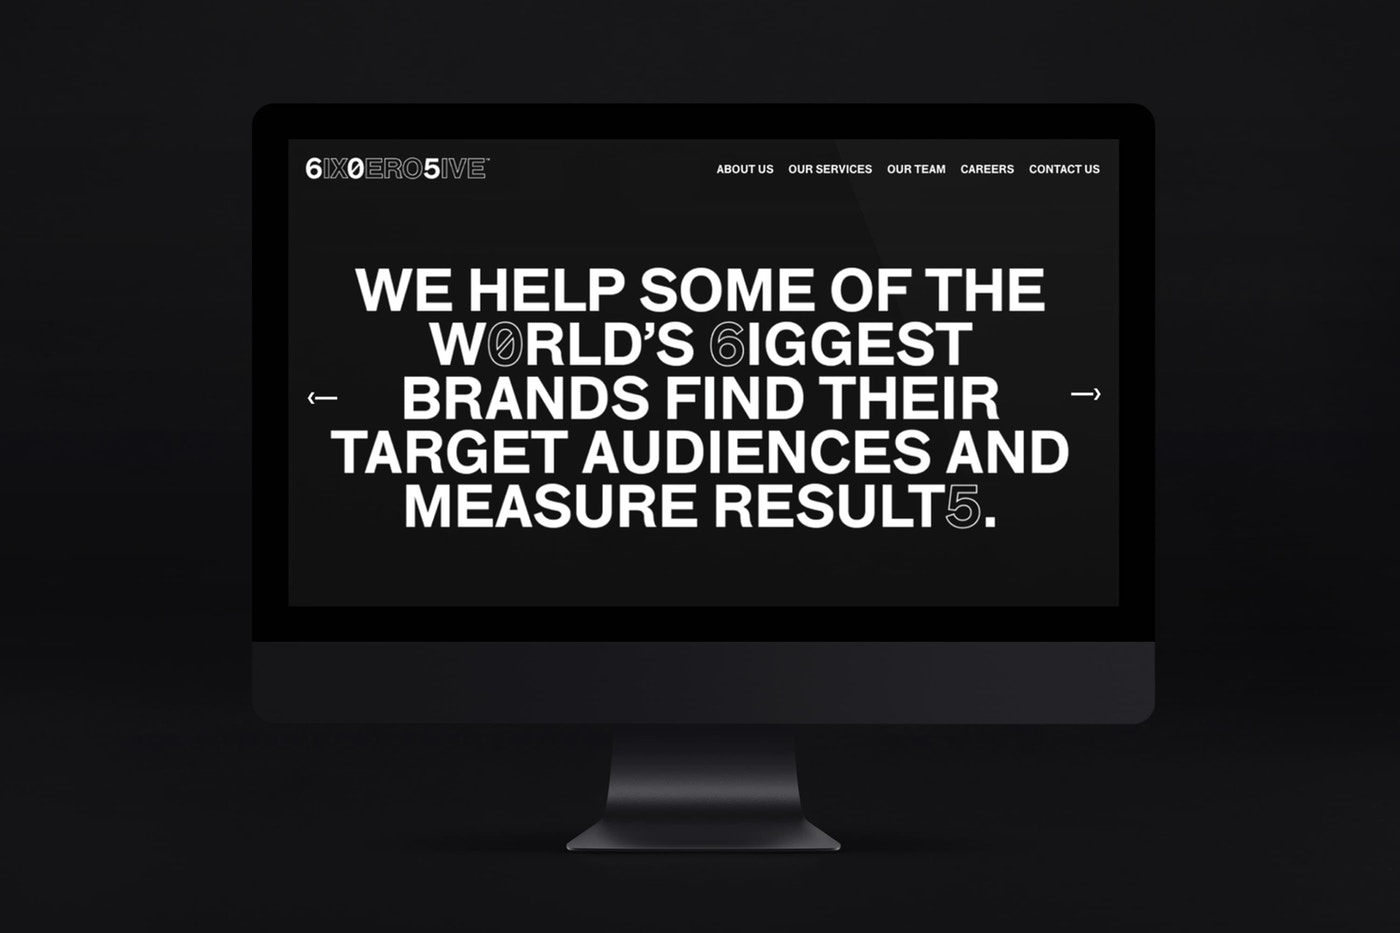 6IX0ERO5IVE™
ABOUT US OUR SERVICES OUR TEAM CAREERS CONTACT US
WE HELP SOME OF THE
W0RLD’S 6IGGEST
BRANDS FIND THEIR
TARGET AUDIENCES AND
MEASURE RESULT5.